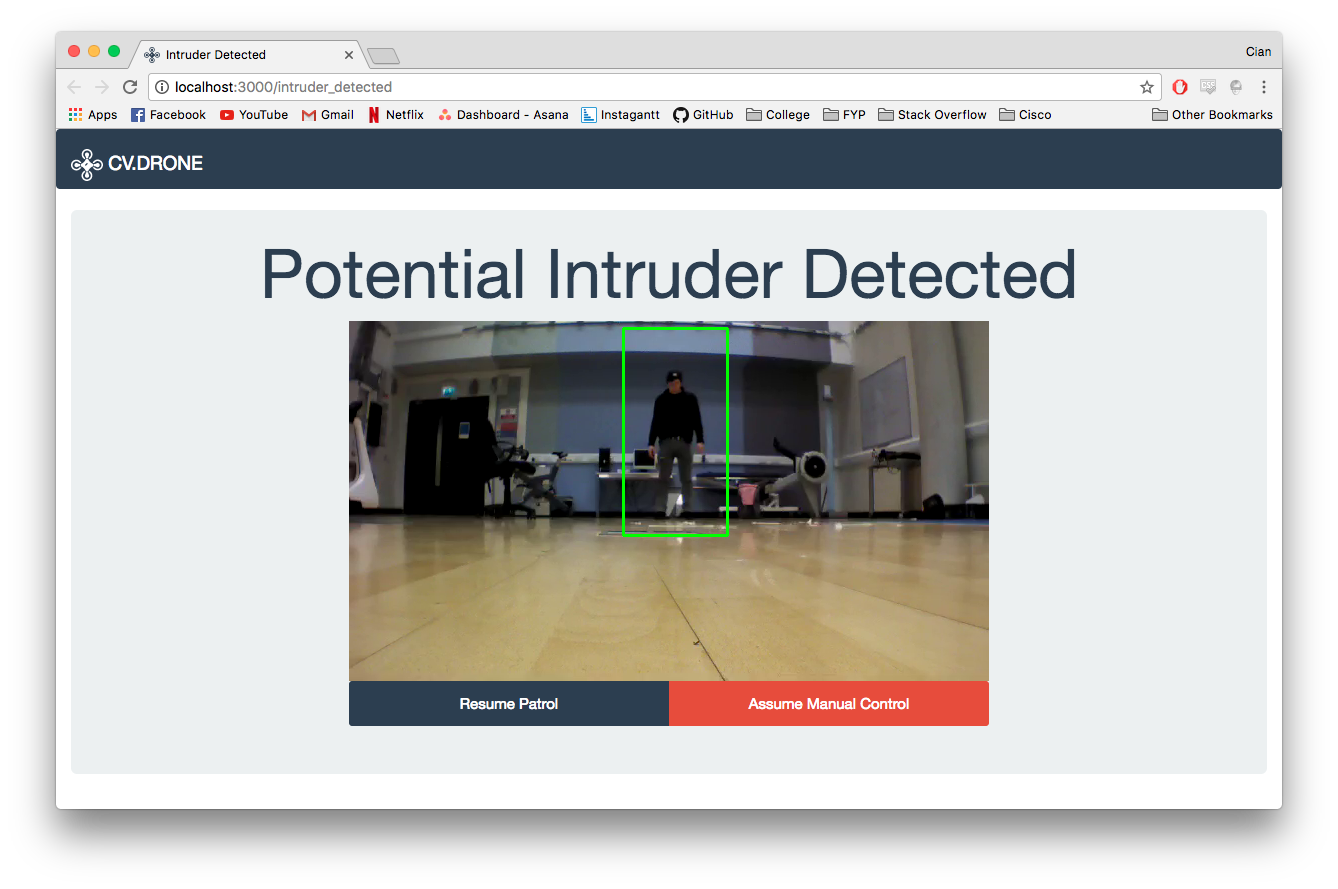 Intruder Detected
Cian
localhost:3000/intruder_detected
Apps Facebook YouTube Gmail Netflix Dashboard - Asana Instagantt GitHub College FYP Stack Overflow Cisco Other Bookmarks
CV.DRONE
Potential Intruder Detected
Resume Patrol Assume Manual Control